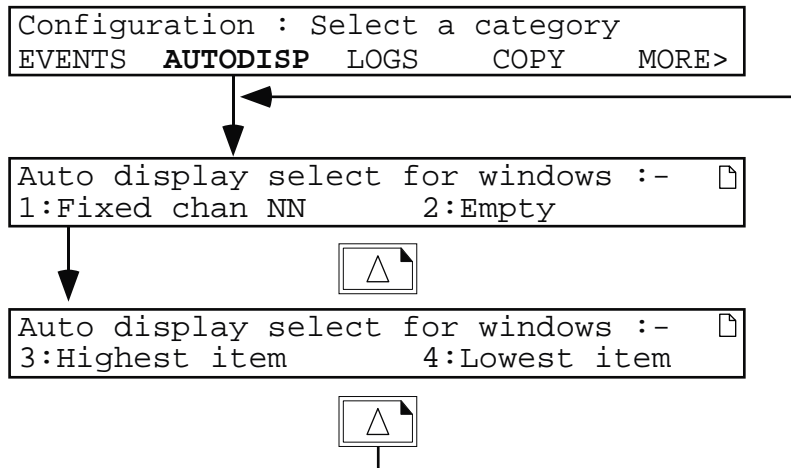 Configuration : Select a category
EVENTS AUTODISP LOGS COPY MORE>
Auto display select for windows :-
1:Fixed chan NN 2:Empty
Auto display select for windows :-
3:Highest item 4:Lowest item